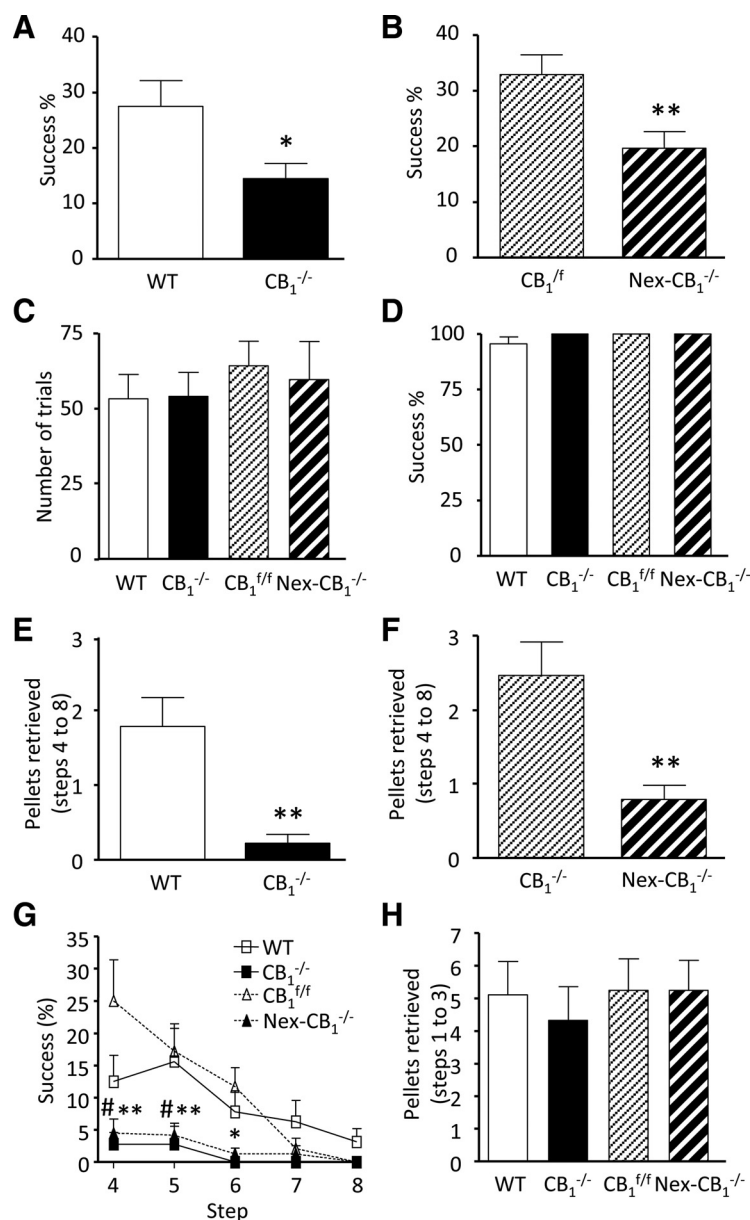 A
Success %
40
30
20
10
0
*
WT
CB₁⁻/⁻
B
Success %
40
30
20
10
0
**
CB₁/f
Nex-CB₁⁻/⁻
C
Number of trials
75
50
25
0
WT
CB₁⁻/⁻
CB₁f/f
Nex-CB₁⁻/⁻
D
Success %
100
75
50
25
0
WT
CB₁⁻/⁻
CB₁f/f
Nex-CB₁⁻/⁻
E
Pellets retrieved
(steps 4 to 8)
3
2
1
0
**
WT
CB₁⁻/⁻
F
Pellets retrieved
(steps 4 to 8)
3
2
1
0
**
CB₁⁻/⁻
Nex-CB₁⁻/⁻
G
Success (%)
35
30
25
20
15
10
5
0
WT
CB₁⁻/⁻
CB₁f/f
Nex-CB₁⁻/⁻
#**
#**
*
4 5 6 7 8
Step
H
Pellets retrieved
(steps 1 to 3)
7
6
5
4
3
2
1
0
WT
CB₁⁻/⁻
CB₁f/f
Nex-CB₁⁻/⁻